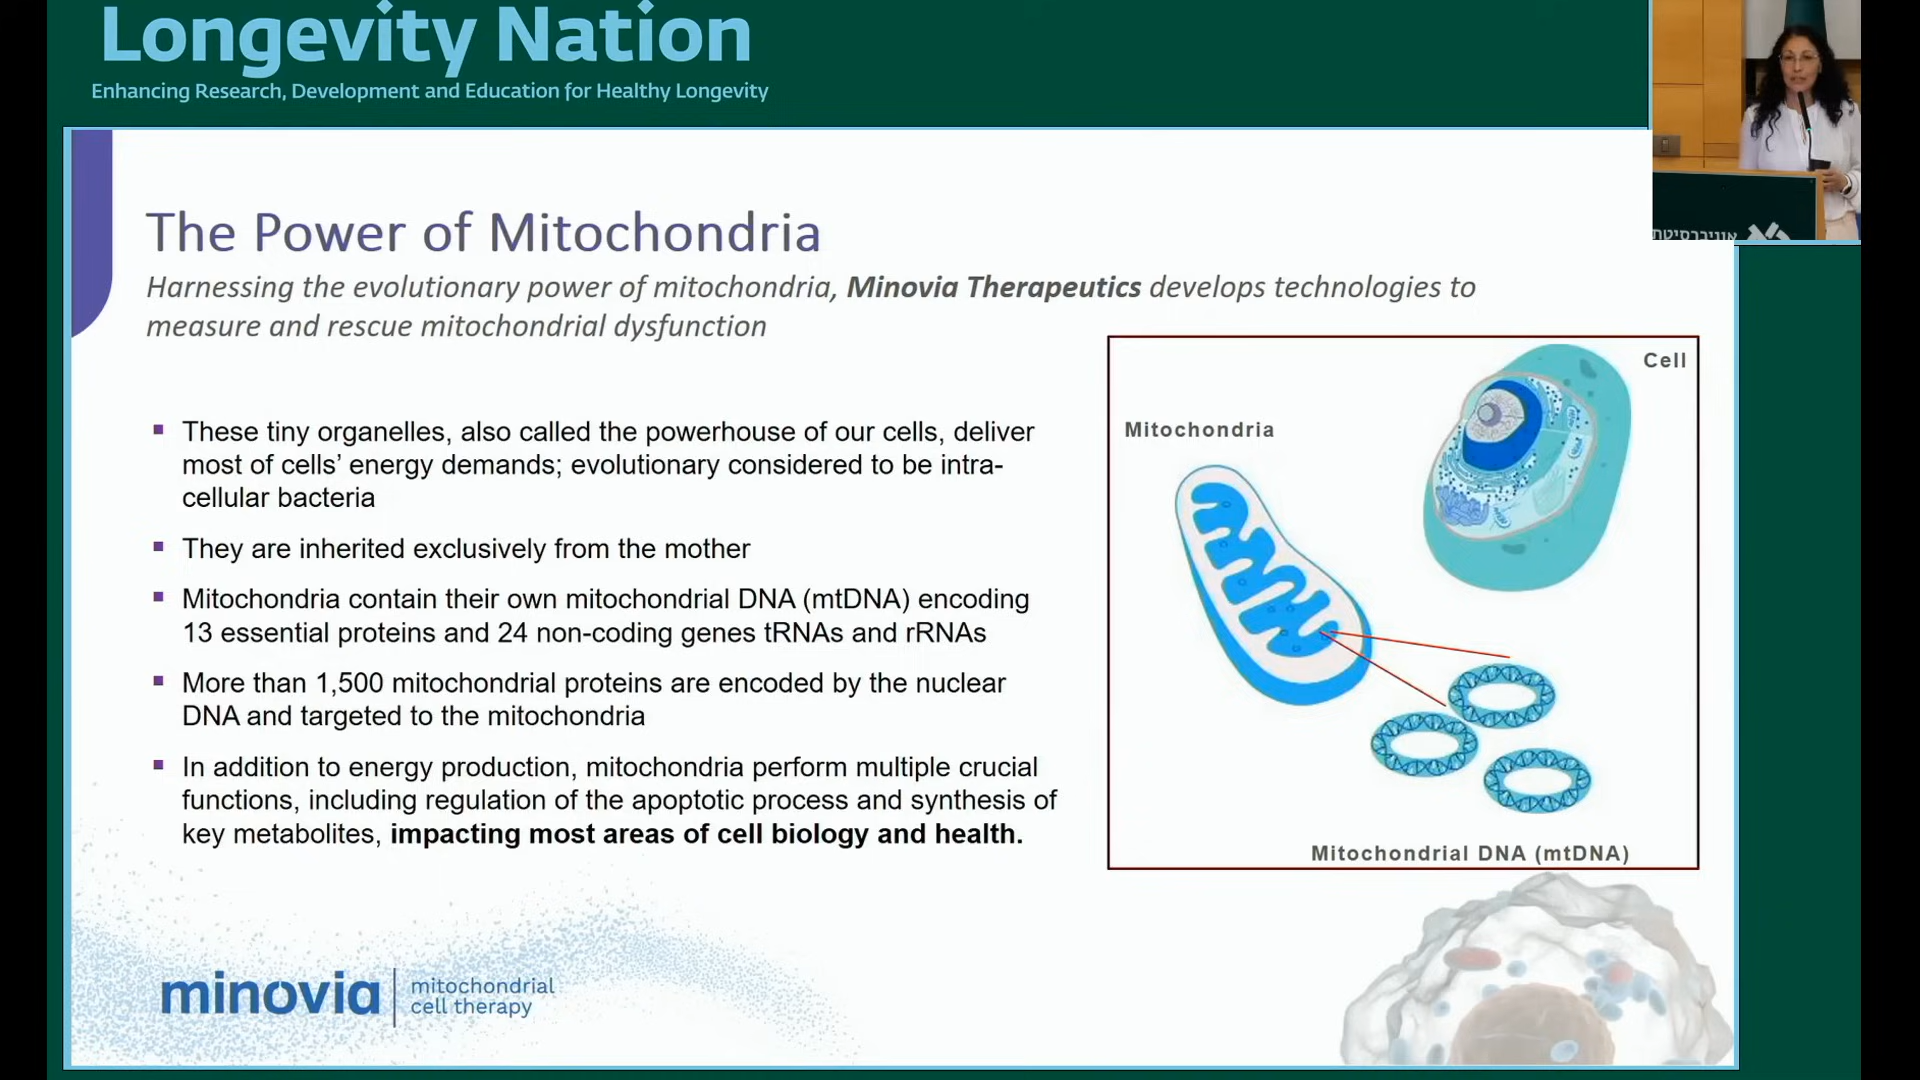 Longevity Nation
Enhancing Research, Development and Education for Healthy Longevity
אוניברסיטת
The Power of Mitochondria
Harnessing the evolutionary power of mitochondria, Minovia Therapeutics develops technologies to
measure and rescue mitochondrial dysfunction
▪ These tiny organelles, also called the powerhouse of our cells, deliver
most of cells’ energy demands; evolutionary considered to be intra-
cellular bacteria
▪ They are inherited exclusively from the mother
▪ Mitochondria contain their own mitochondrial DNA (mtDNA) encoding
13 essential proteins and 24 non-coding genes tRNAs and rRNAs
▪ More than 1,500 mitochondrial proteins are encoded by the nuclear
DNA and targeted to the mitochondria
▪ In addition to energy production, mitochondria perform multiple crucial
functions, including regulation of the apoptotic process and synthesis of
key metabolites, impacting most areas of cell biology and health.
Cell
Mitochondria
Mitochondrial DNA (mtDNA)
minovia
mitochondrial
cell therapy